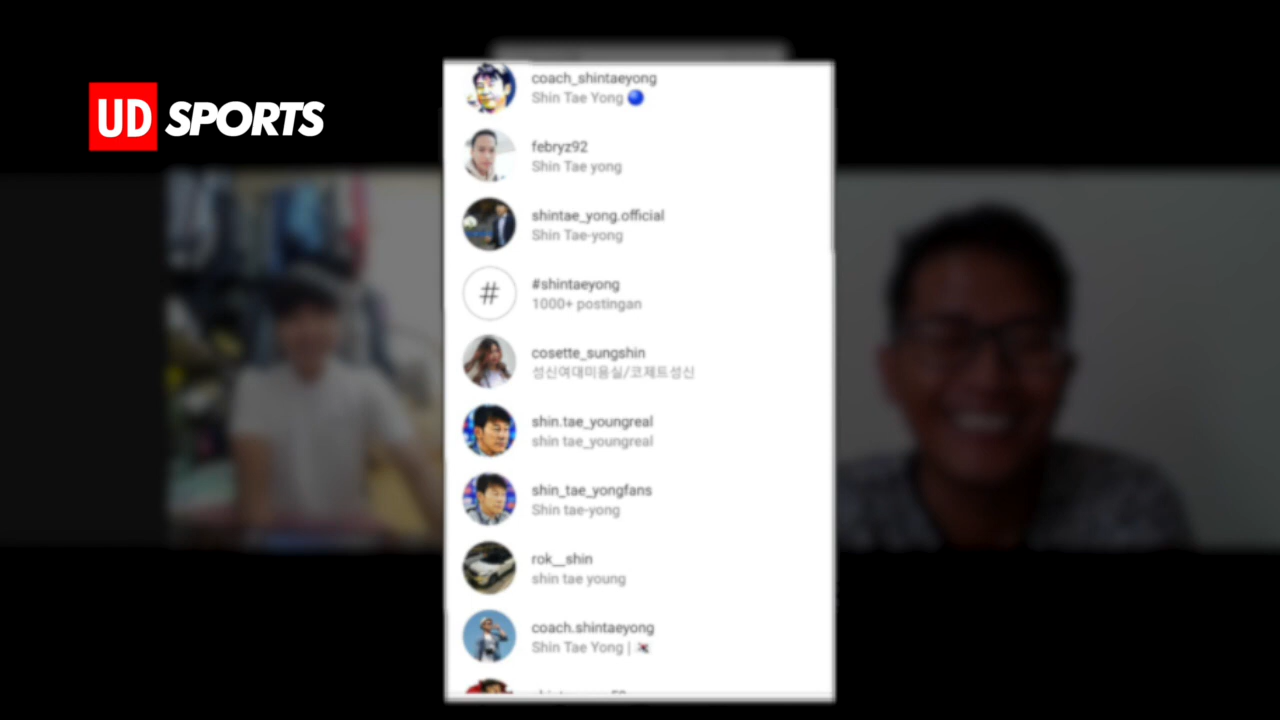 UD SPORTS
coach_shintaeyong
Shin Tae Yong
febryz92
Shin Tae yong
shintae_yong.official
Shin Tae-yong
#shintaeyong
1000+ postingan
cosette_sungshin
성신여대미용실/코제트성신
shin.tae_youngreal
shin tae_youngreal
shin_tae_yongfans
Shin tae-yong
rok__shin
shin tae young
coach.shintaeyong
Shin Tae Yong |